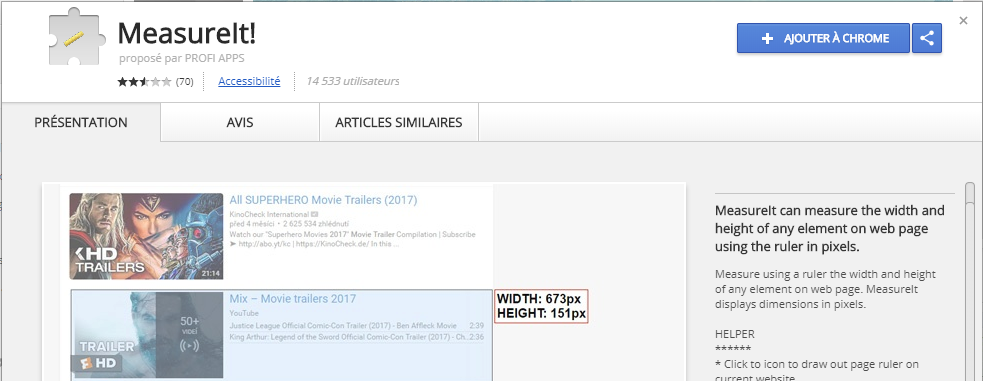 MeasureIt!
proposé par PROFI APPS
(70)
Accessibilité
14 533 utilisateurs
AJOUTER À CHROME
PRÉSENTATION
AVIS
ARTICLES SIMILAIRES
HD
TRAILERS
21:14
All SUPERHERO Movie Trailers (2017)
KinoCheck International
před 4 měsíci • 2 625 534 zhlédnutí
Watch our "Superhero Movies 2017" Movie Trailer Compilation | Subscribe
➤ http://abo.yt/kc | https://KinoCheck.de/ In this ...
TRAILER
HD
50+
VIDEÍ
Mix – Movie trailers 2017
YouTube
Justice League Official Comic-Con Trailer (2017) - Ben Affleck Movie 2:39
King Arthur: Legend of the Sword Official Comic-Con Trailer (2017) - Ch... 2:36
WIDTH: 673px
HEIGHT: 151px
MeasureIt can measure the width and
height of any element on web page
using the ruler in pixels.
Measure using a ruler the width and height
of any element on web page. MeasureIt
displays dimensions in pixels.
HELPER
******
* Click to icon to draw out page ruler on
current website